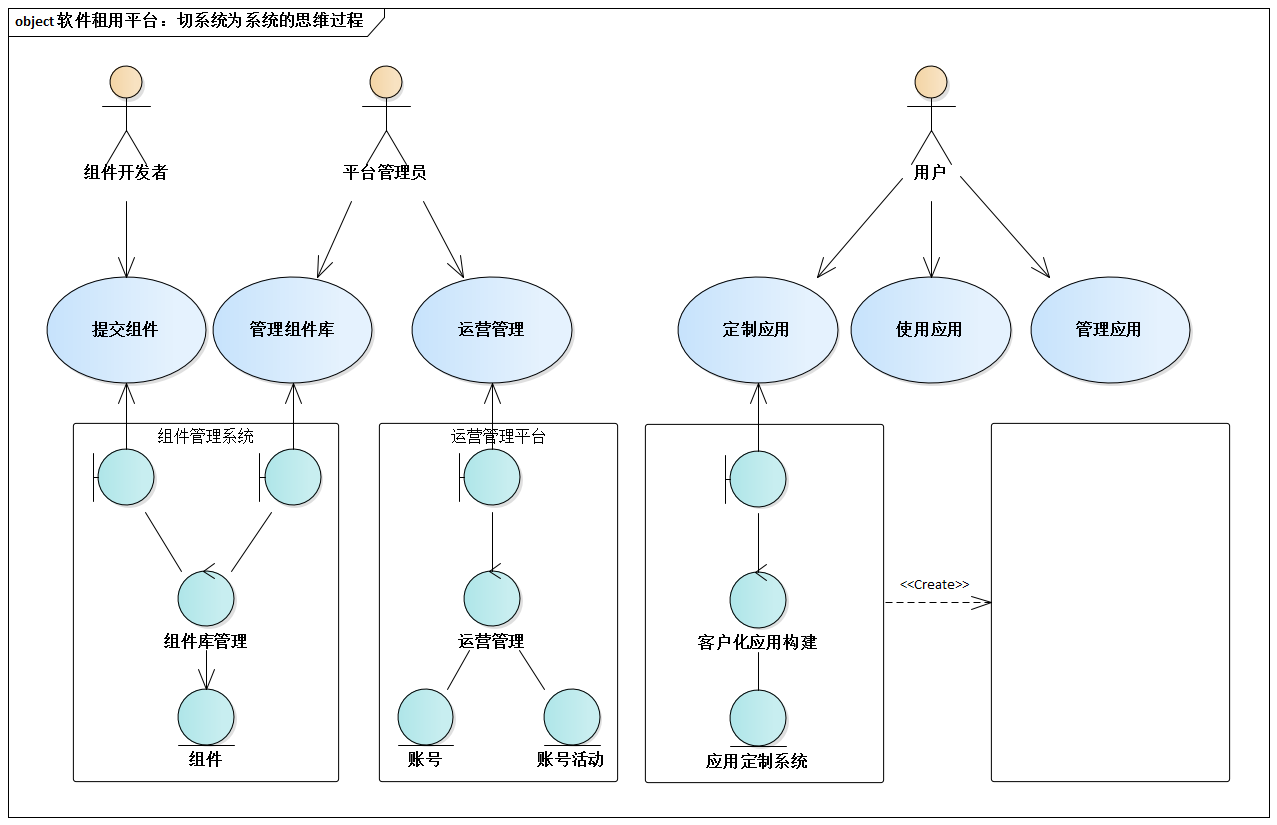 object 软件租用平台：切系统为系统的思维过程
组件开发者
平台管理员
用户
提交组件
管理组件库
运营管理
定制应用
使用应用
管理应用
组件管理系统
运营管理平台
<<Create>>
组件库管理
运营管理
客户化应用构建
组件
账号
账号活动
应用定制系统